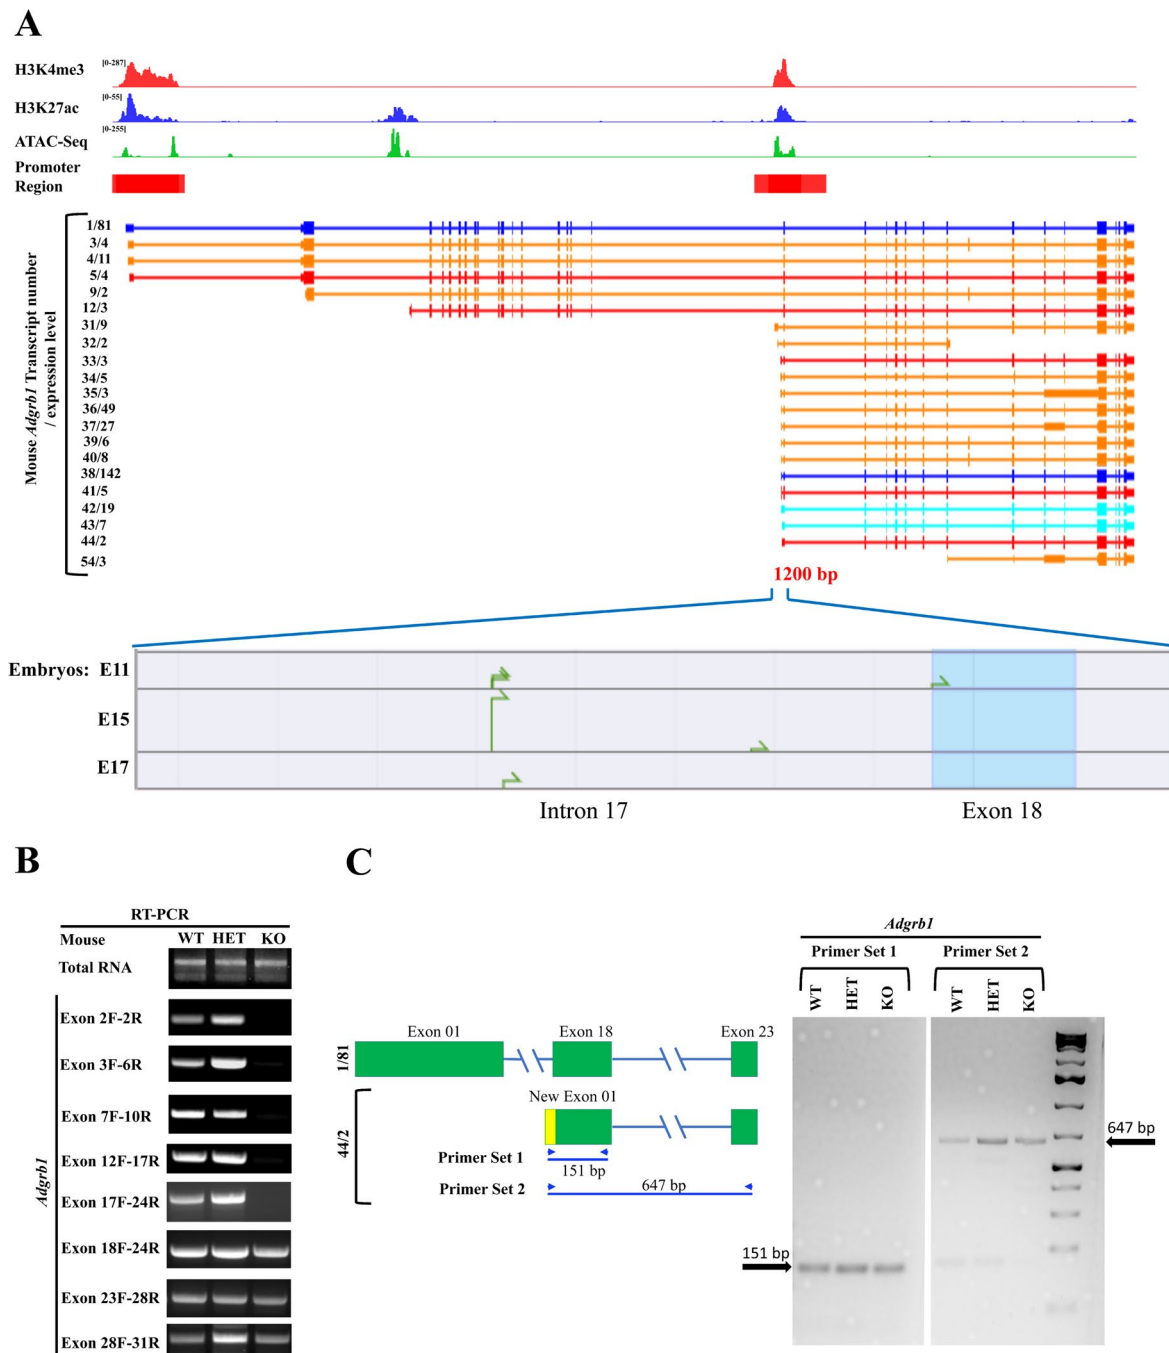 A
H3K4me3
[0-287]
H3K27ac
[0-55]
ATAC-Seq
[0-255]
Promoter
Region
Mouse Adgrb1 Transcript number
/ expression level
1/81
3/4
4/11
5/4
9/2
12/3
31/9
32/2
33/3
34/5
35/3
36/49
37/27
39/6
40/8
38/142
41/5
42/19
43/7
44/2
54/3
1200 bp
Embryos: E11
E15
E17
Intron 17
Exon 18
B
RT-PCR
Mouse WT HET KO
Total RNA
Adgrb1
Exon 2F-2R
Exon 3F-6R
Exon 7F-10R
Exon 12F-17R
Exon 17F-24R
Exon 18F-24R
Exon 23F-28R
Exon 28F-31R
C
1/81
Exon 01
Exon 18
Exon 23
44/2
New Exon 01
Primer Set 1
151 bp
Primer Set 2
647 bp
Adgrb1
Primer Set 1
Primer Set 2
WT
HET
KO
WT
HET
KO
647 bp
151 bp